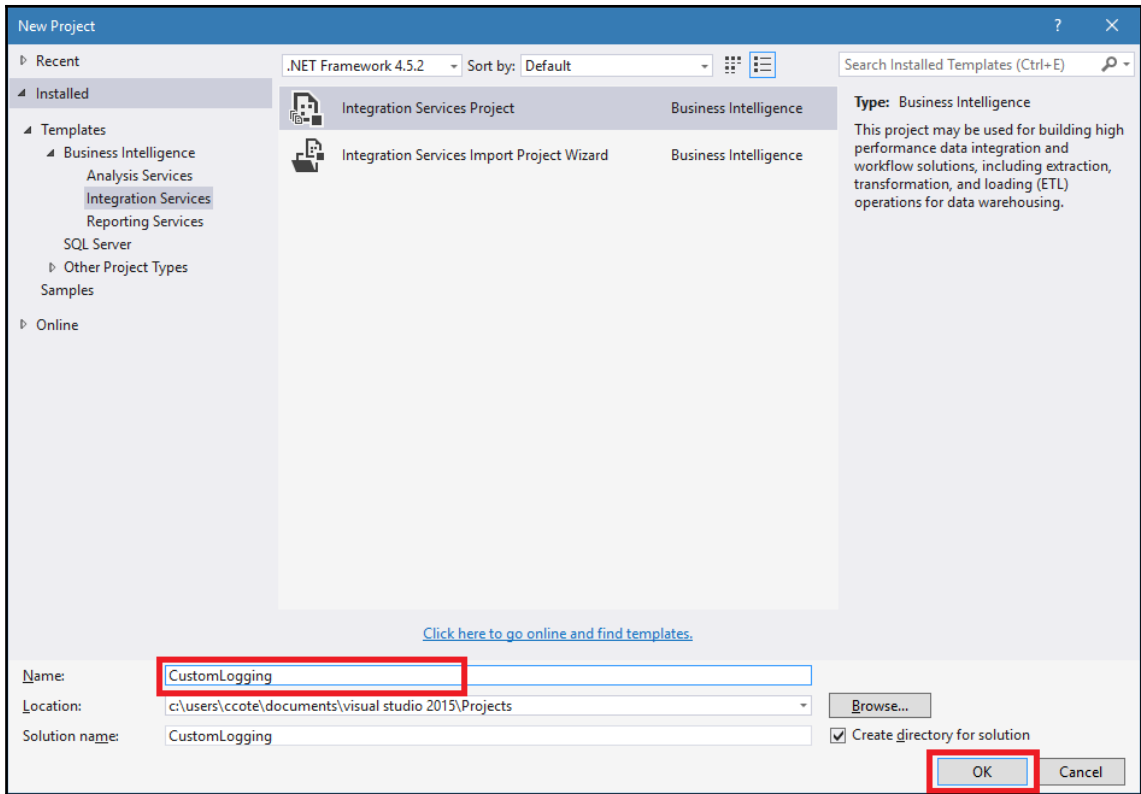 New Project
?
Recent
Installed
Templates
Business Intelligence
Analysis Services
Integration Services
Reporting Services
SQL Server
Other Project Types
Samples
Online
.NET Framework 4.5.2 Sort by: Default
Integration Services Project Business Intelligence
Integration Services Import Project Wizard Business Intelligence
Click here to go online and find templates.
Search Installed Templates (Ctrl+E)
Type: Business Intelligence
This project may be used for building high
performance data integration and
workflow solutions, including extraction,
transformation, and loading (ETL)
operations for data warehousing.
Name: CustomLogging
Location: c:\users\ccote\documents\visual studio 2015\Projects Browse...
Solution name: CustomLogging Create directory for solution
OK Cancel